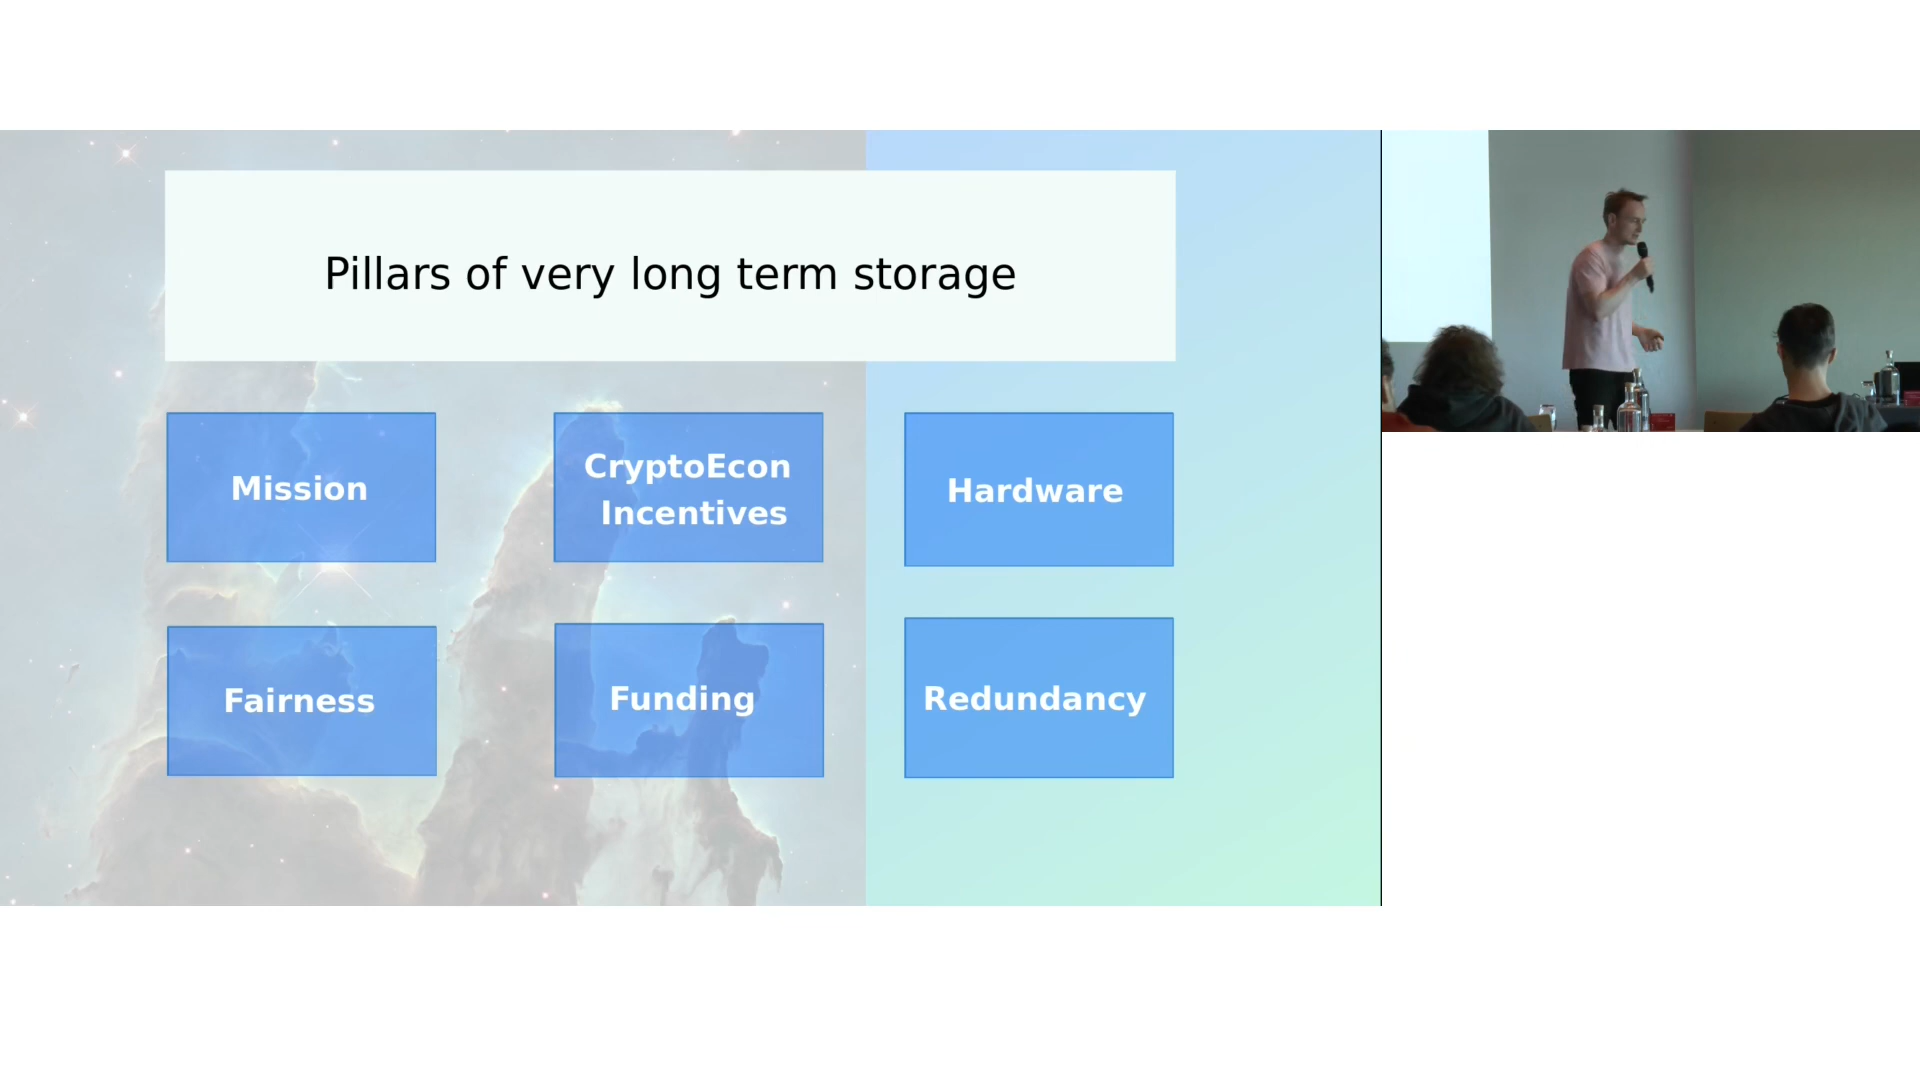 Pillars of very long term storage
Mission
CryptoEcon
Incentives
Hardware
Fairness
Funding
Redundancy